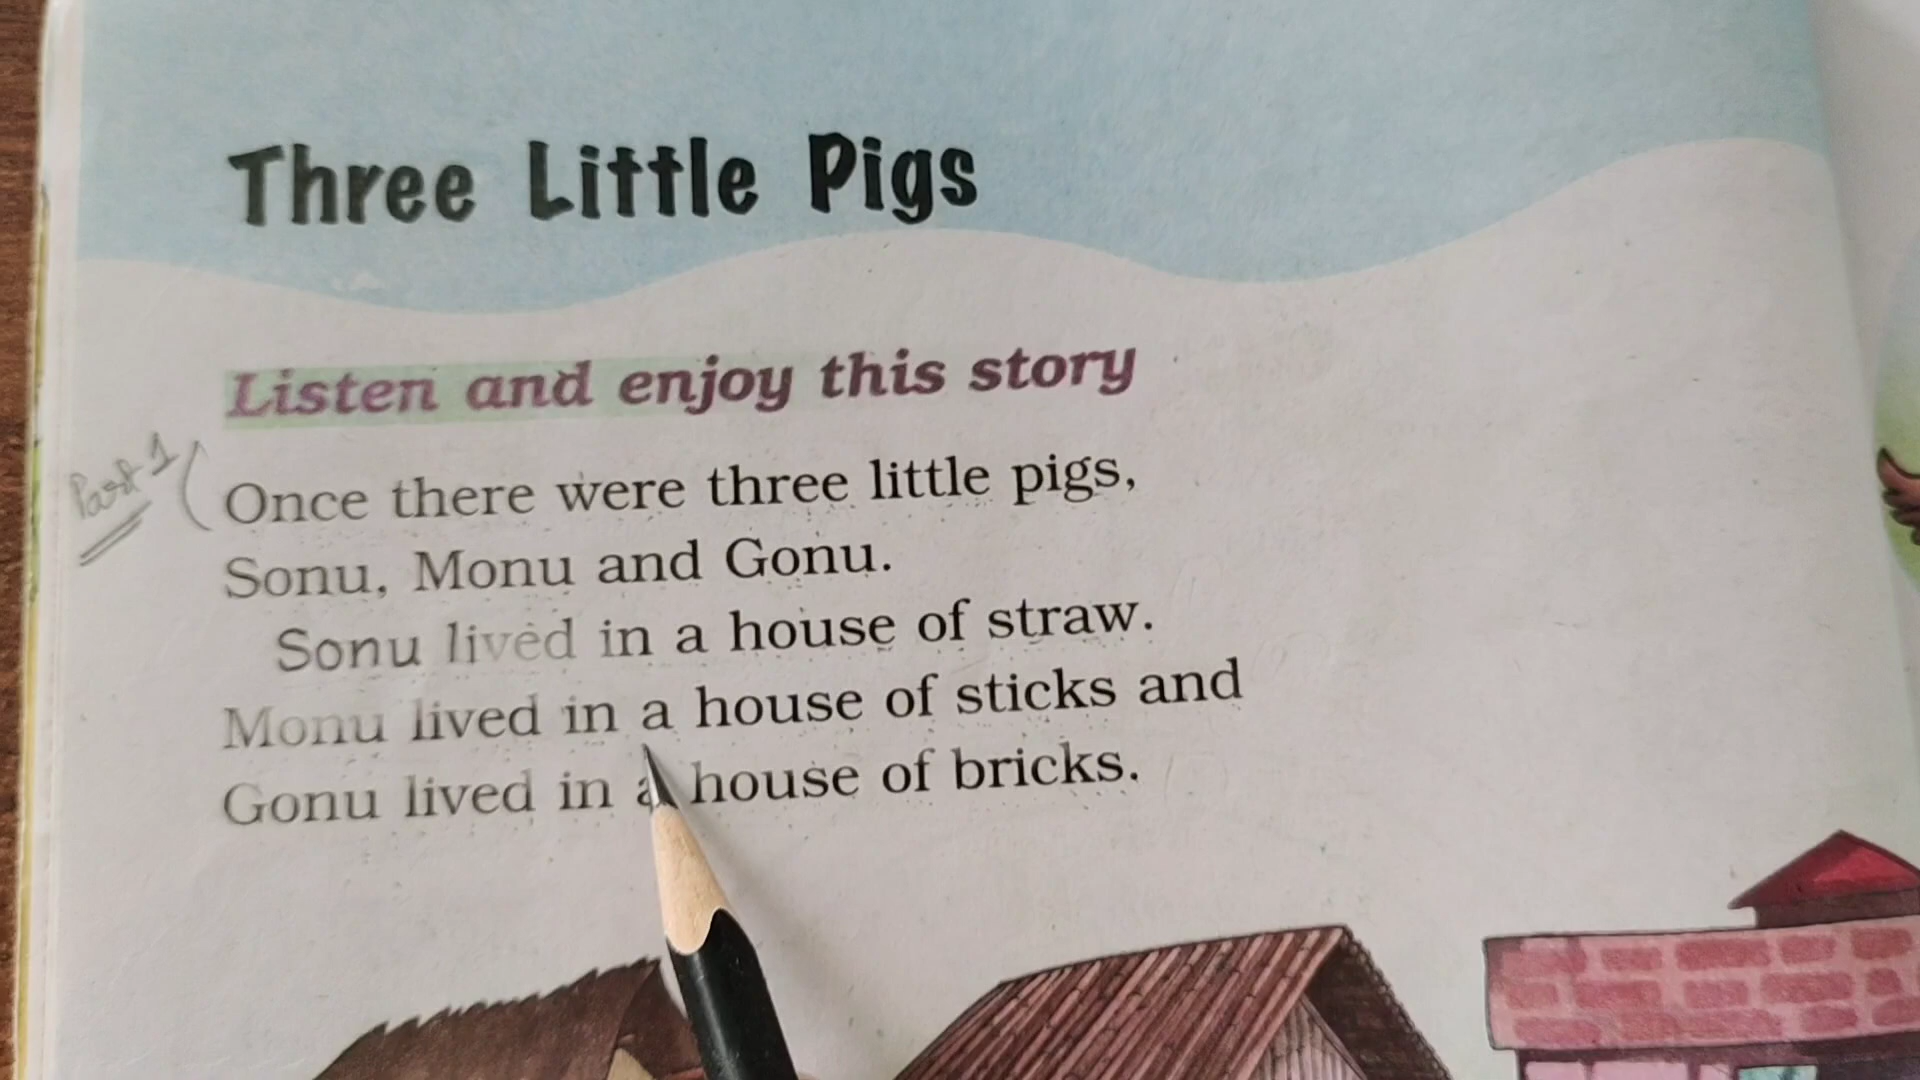 Three Little Pigs
Listen and enjoy this story
Part 1
Once there were three little pigs,
Sonu, Monu and Gonu.
Sonu lived in a house of straw.
Monu lived in a house of sticks and
Gonu lived in a house of bricks.